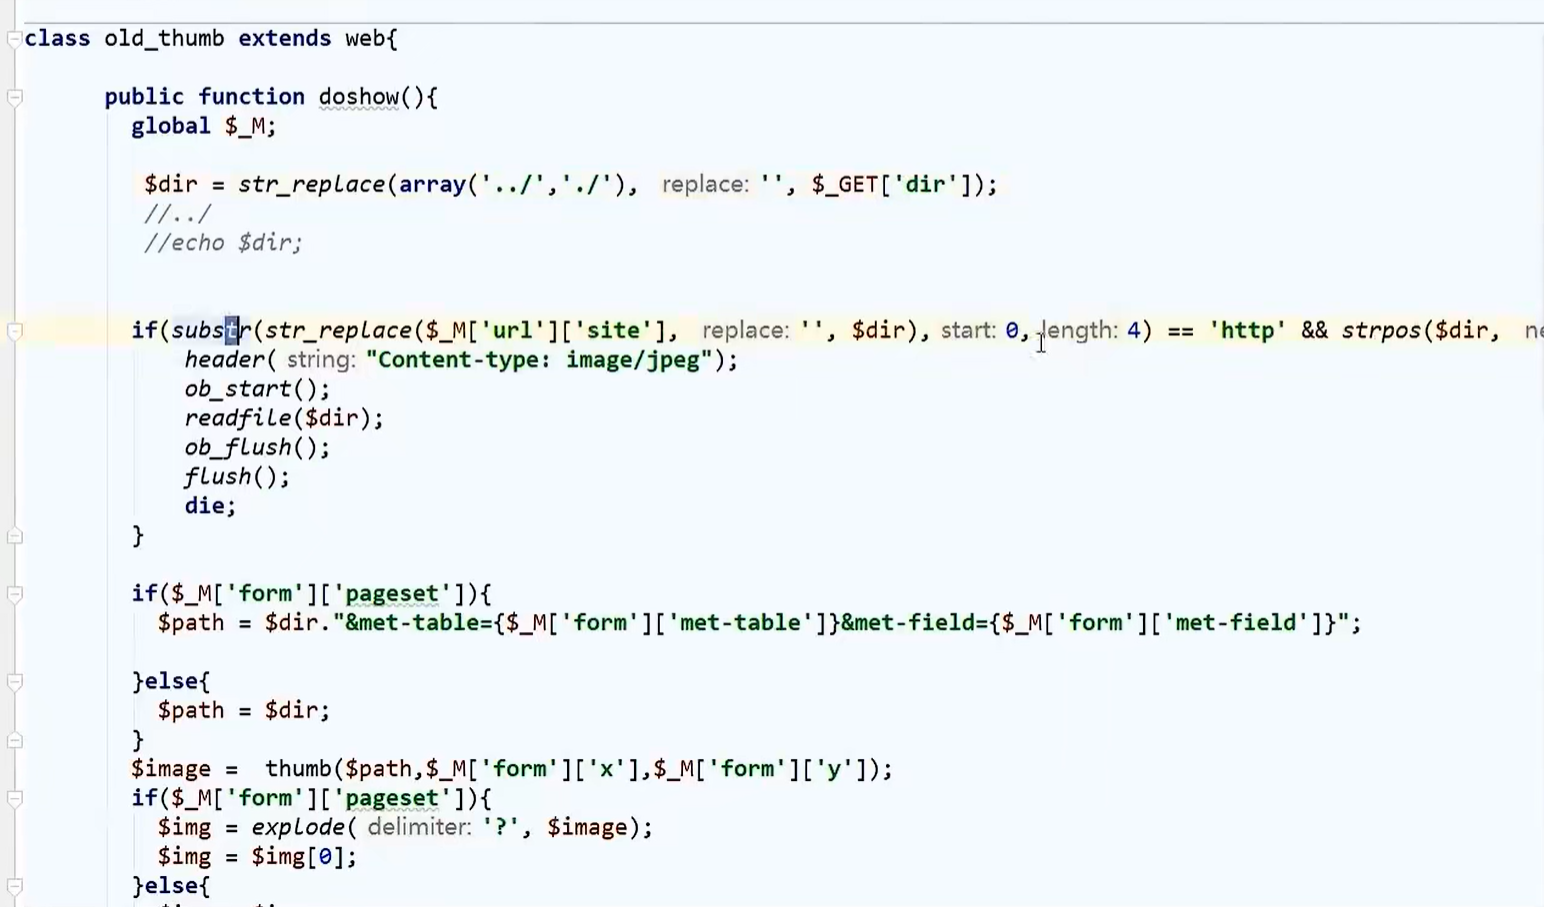 class old_thumb extends web{
public function doshow(){
global $_M;
$dir = str_replace(array('../','./'), replace: '', $_GET['dir']);
//../
//echo $dir;
if(substr(str_replace($_M['url']['site'], replace: '', $dir), start: 0, length: 4) == 'http' && strpos($dir,
header( string: "Content-type: image/jpeg");
ob_start();
readfile($dir);
ob_flush();
flush();
die;
}
if($_M['form']['pageset']){
$path = $dir."&met-table={$_M['form']['met-table']}&met-field={$_M['form']['met-field']}";
}else{
$path = $dir;
}
$image = thumb($path,$_M['form']['x'],$_M['form']['y']);
if($_M['form']['pageset']){
$img = explode( delimiter: '?', $image);
$img = $img[0];
}else{